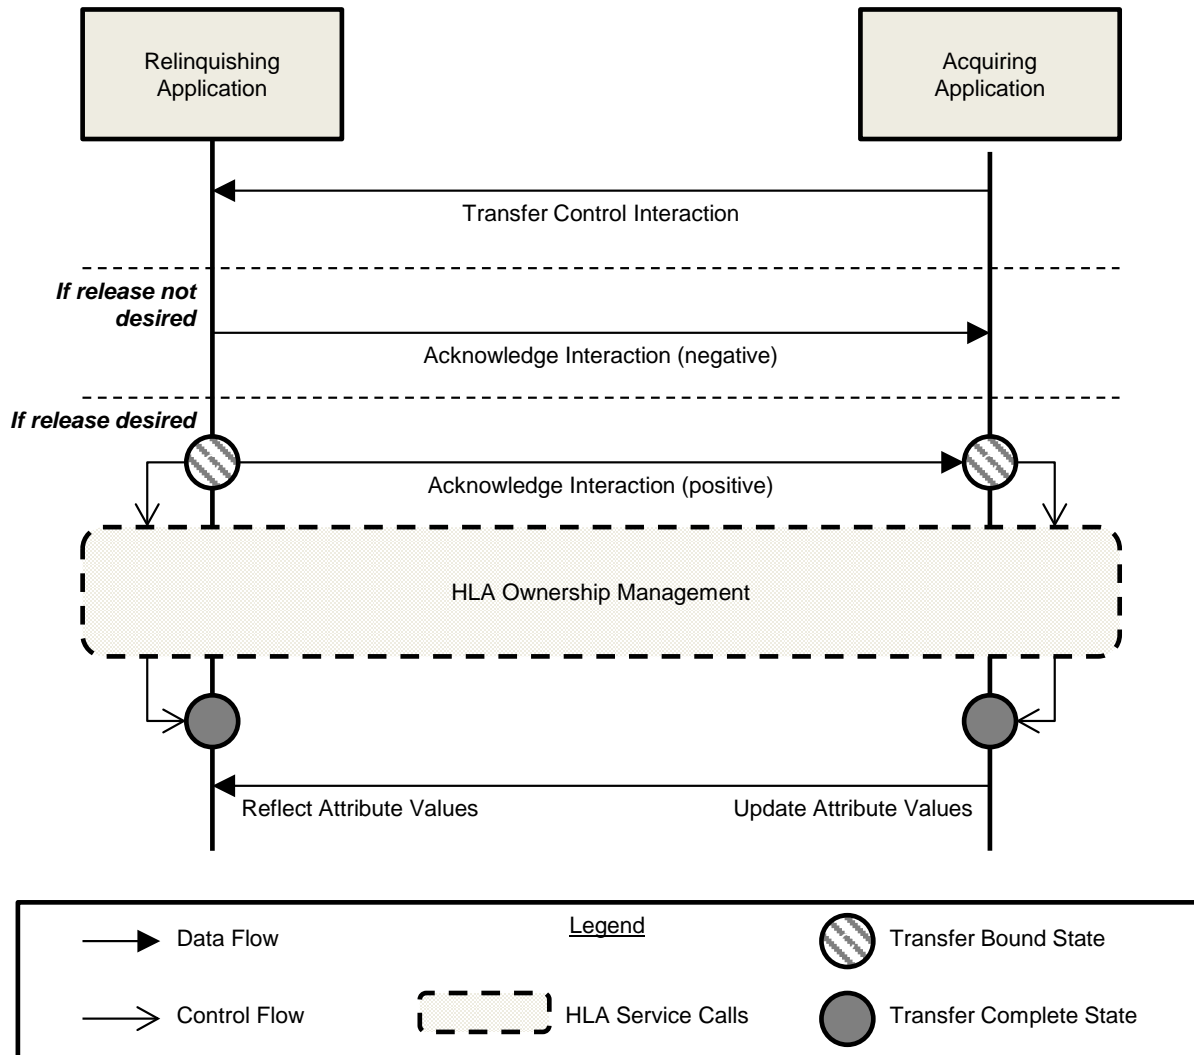 Relinquishing
Application
Acquiring
Application
Transfer Control Interaction
If release not
desired
Acknowledge Interaction (negative)
If release desired
Acknowledge Interaction (positive)
HLA Ownership Management
Reflect Attribute Values
Update Attribute Values
Legend
Data Flow
Transfer Bound State
Control Flow
HLA Service Calls
Transfer Complete State